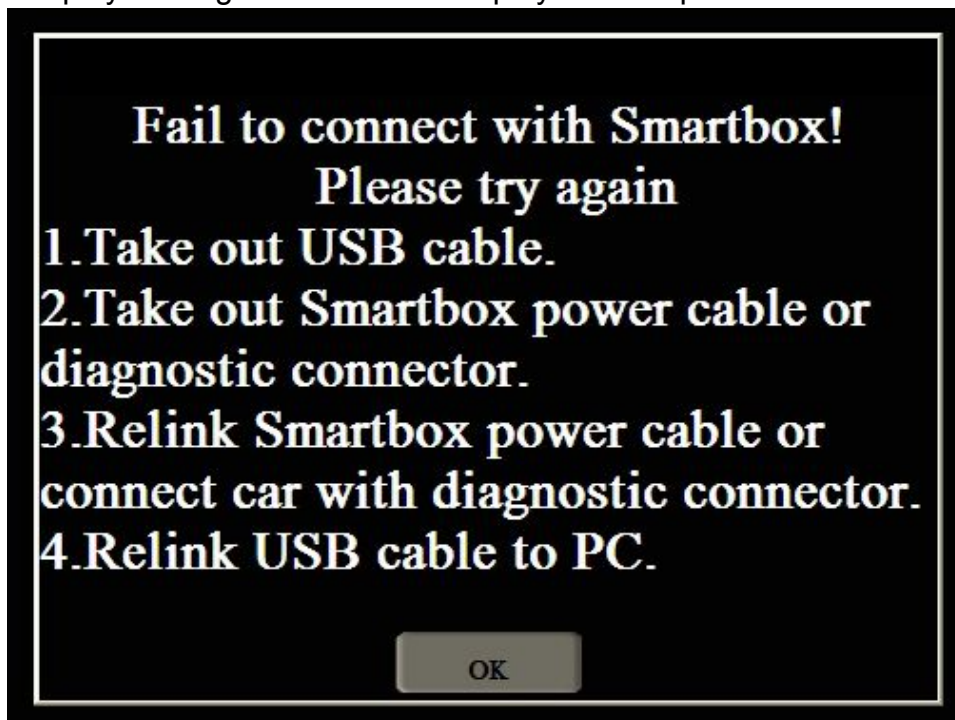 Fail to connect with Smartbox!
Please try again
1.Take out USB cable.
2.Take out Smartbox power cable or
diagnostic connector.
3.Relink Smartbox power cable or
connect car with diagnostic connector.
4.Relink USB cable to PC.
OK